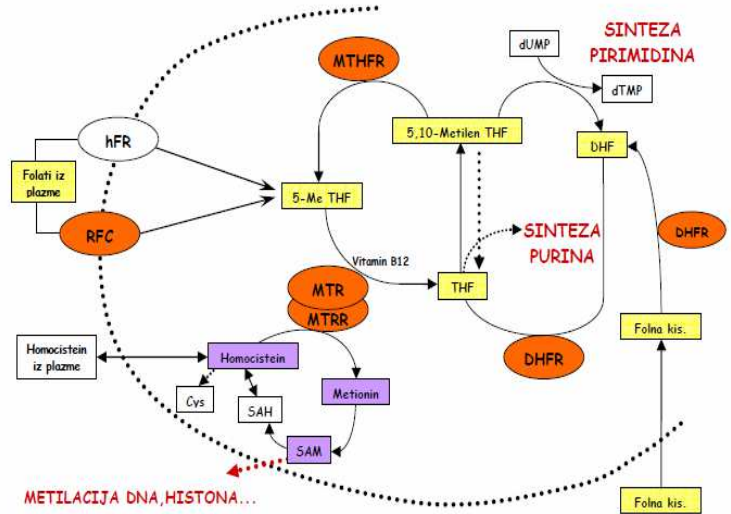 dUMP
SINTEZA
PIRIMIDINA
MTHFR
dTMP
hFR
5,10-Metilen THF
DHF
Folati iz
plazme
5-Me THF
RFC
SINTEZA
PURINA
DHFR
Vitamin B12
MTR
THF
MTRR
Folna kis.
Homocistein
iz plazme
Homocistein
DHFR
Metionin
Cys
SAH
SAM
METILACIJA DNA,HISTONA...
Folna kis.